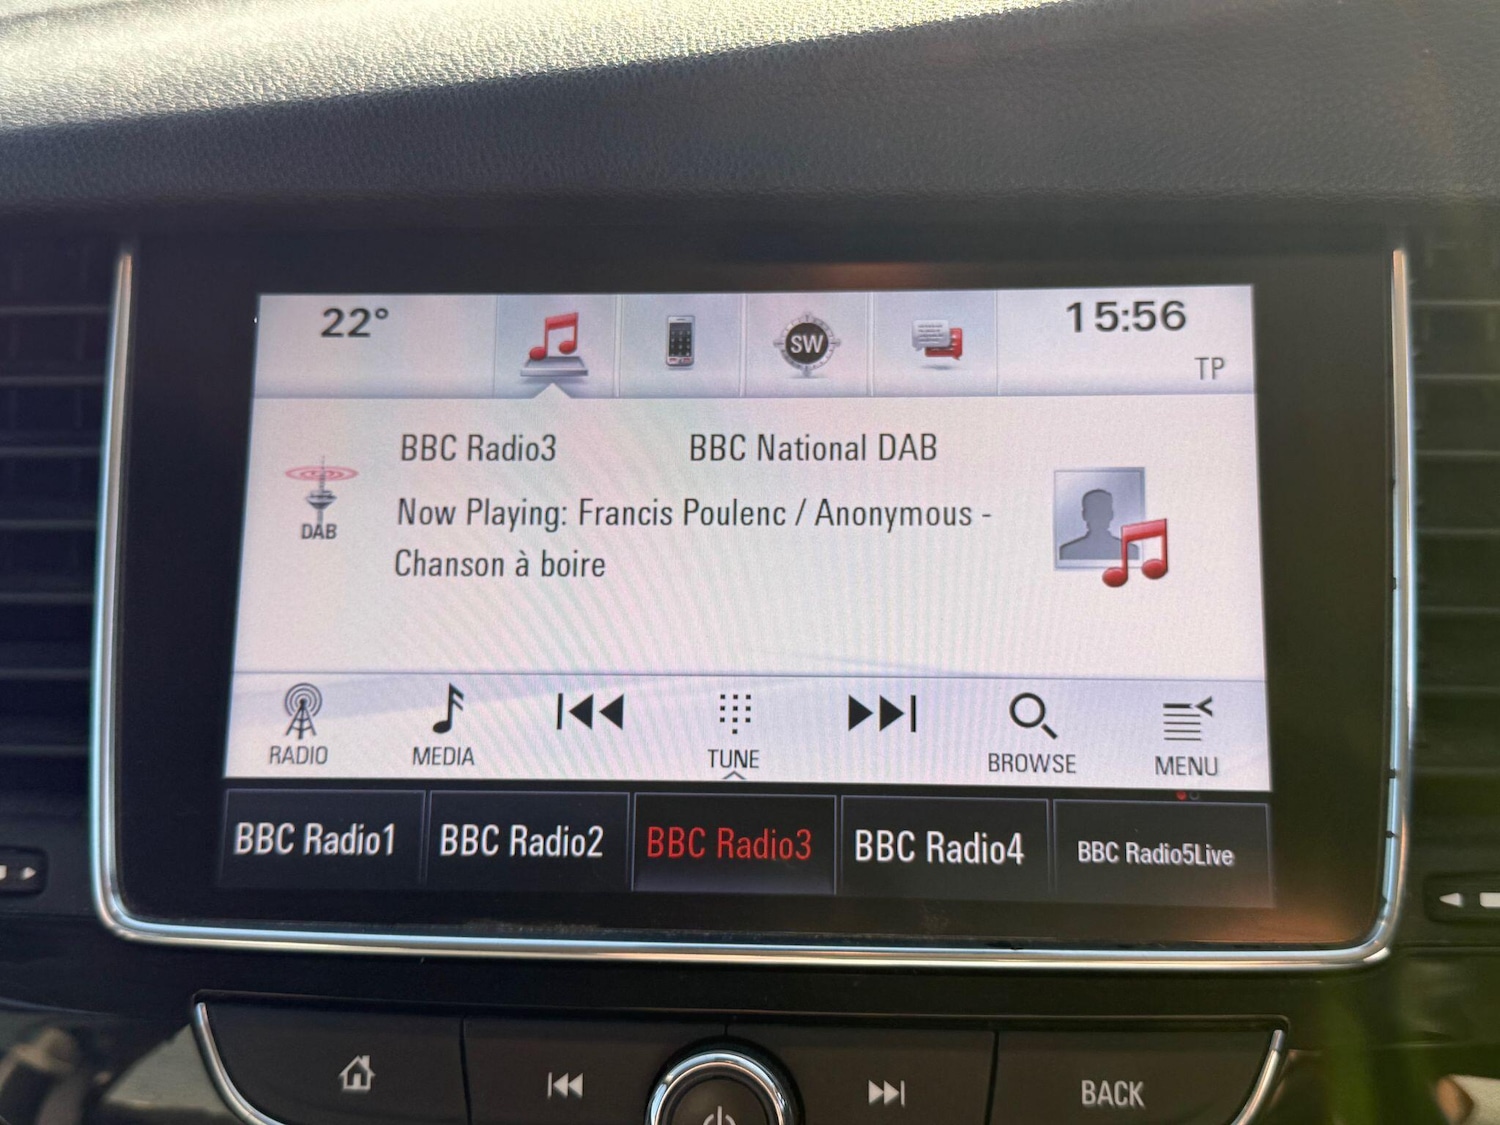 22°
SW
15:56
TP
BBC Radio3
BBC National DAB
DAB
Now Playing: Francis Poulenc / Anonymous -
Chanson à boire
RADIO
MEDIA
TUNE
BROWSE
MENU
BBC Radio1
BBC Radio2
BBC Radio3
BBC Radio4
BBC Radio5Live
BACK